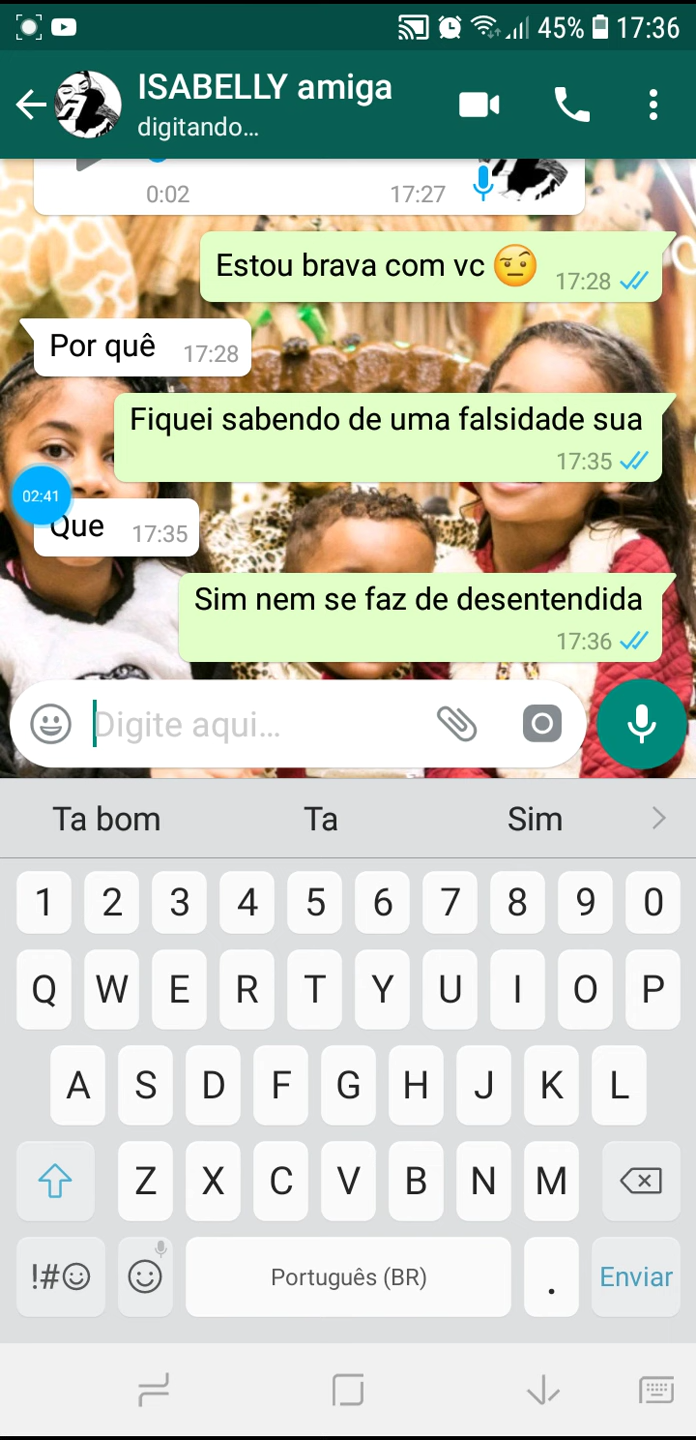 45% 17:36
ISABELLY amiga
digitando...
0:02 17:27
Estou brava com vc 🤨 17:28
Por quê 17:28
Fiquei sabendo de uma falsidade sua
17:35
02:41
Que 17:35
Sim nem se faz de desentendida
17:36
Digite aqui...
Ta bom Ta Sim
1 2 3 4 5 6 7 8 9 0
Q W E R T Y U I O P
A S D F G H J K L
Z X C V B N M
!#☺ Português (BR) . Enviar